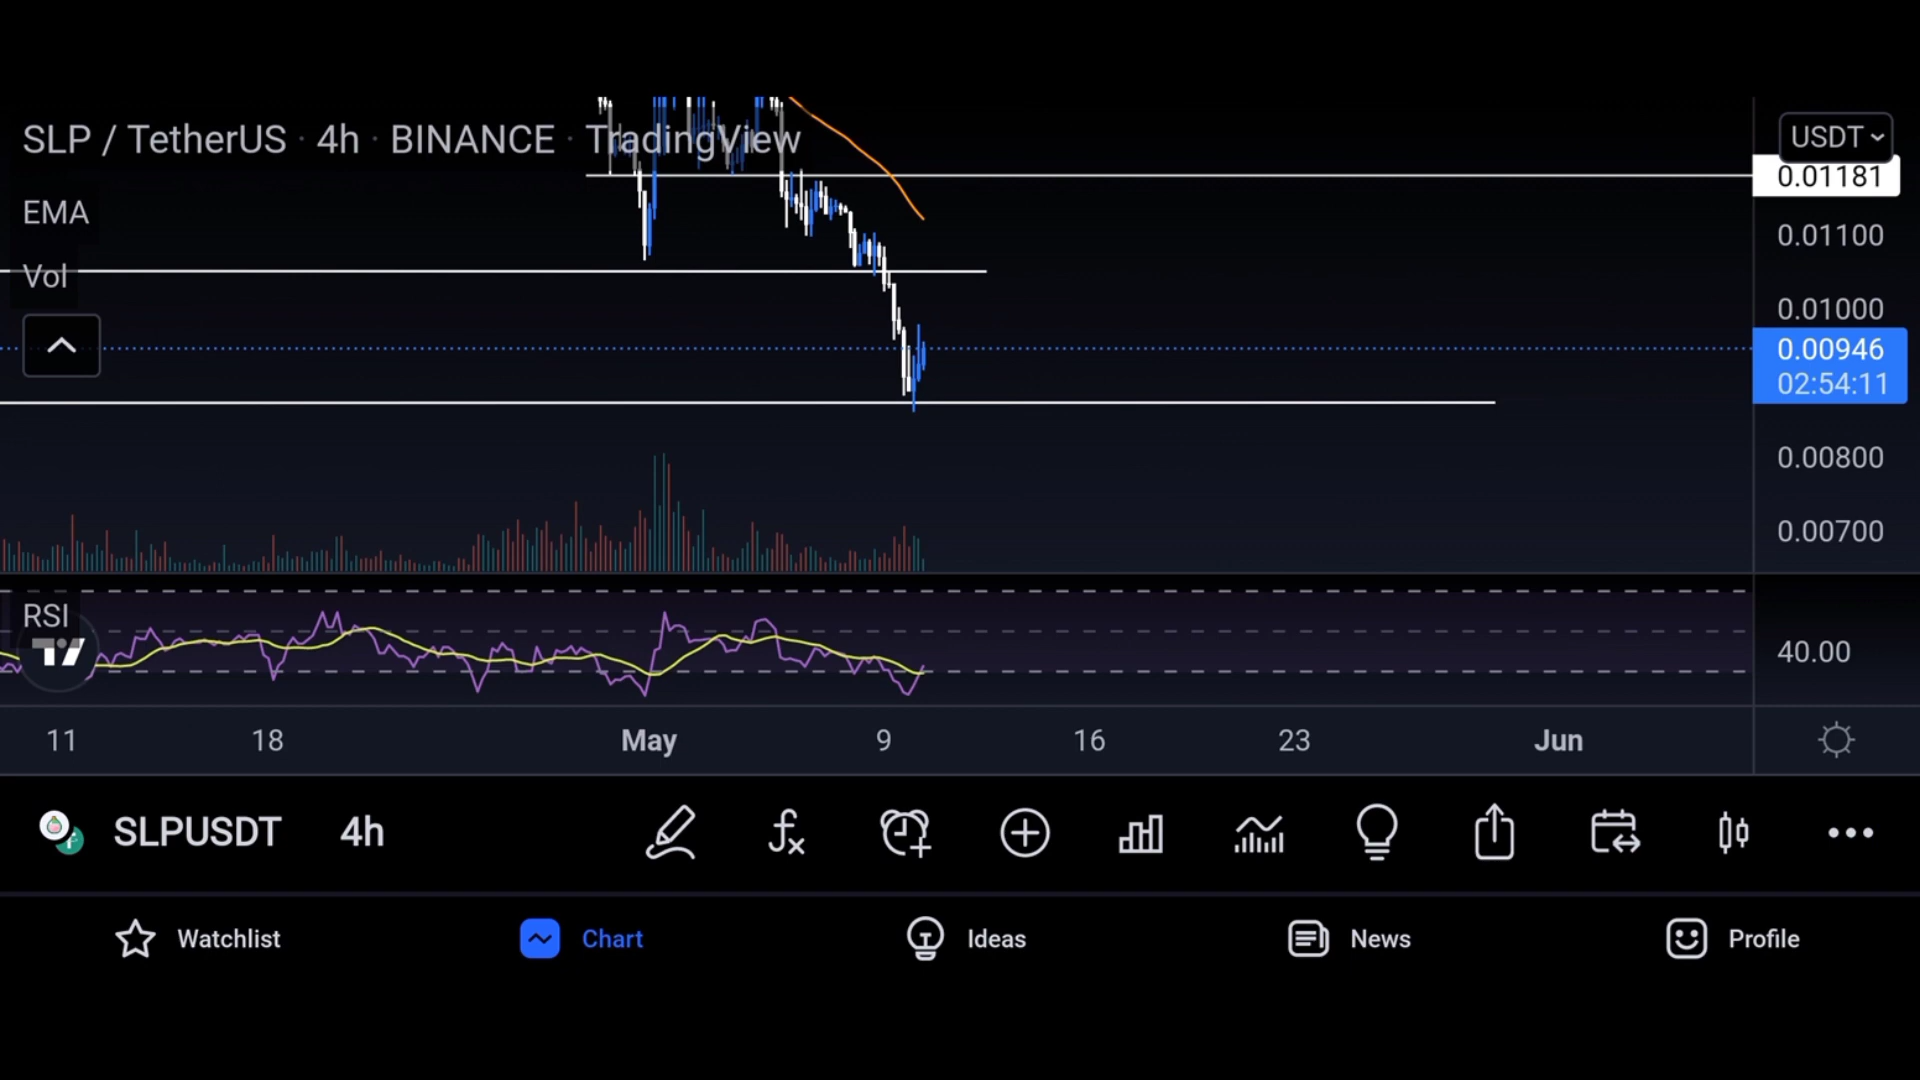 SLP / TetherUS · 4h · BINANCE · TradingView
USDT
0.01181
EMA
0.01100
Vol
0.01000
0.00946
02:54:11
0.00800
0.00700
RSI
40.00
11 18 May 9 16 23 Jun
SLPUSDT 4h
Watchlist Chart Ideas News Profile